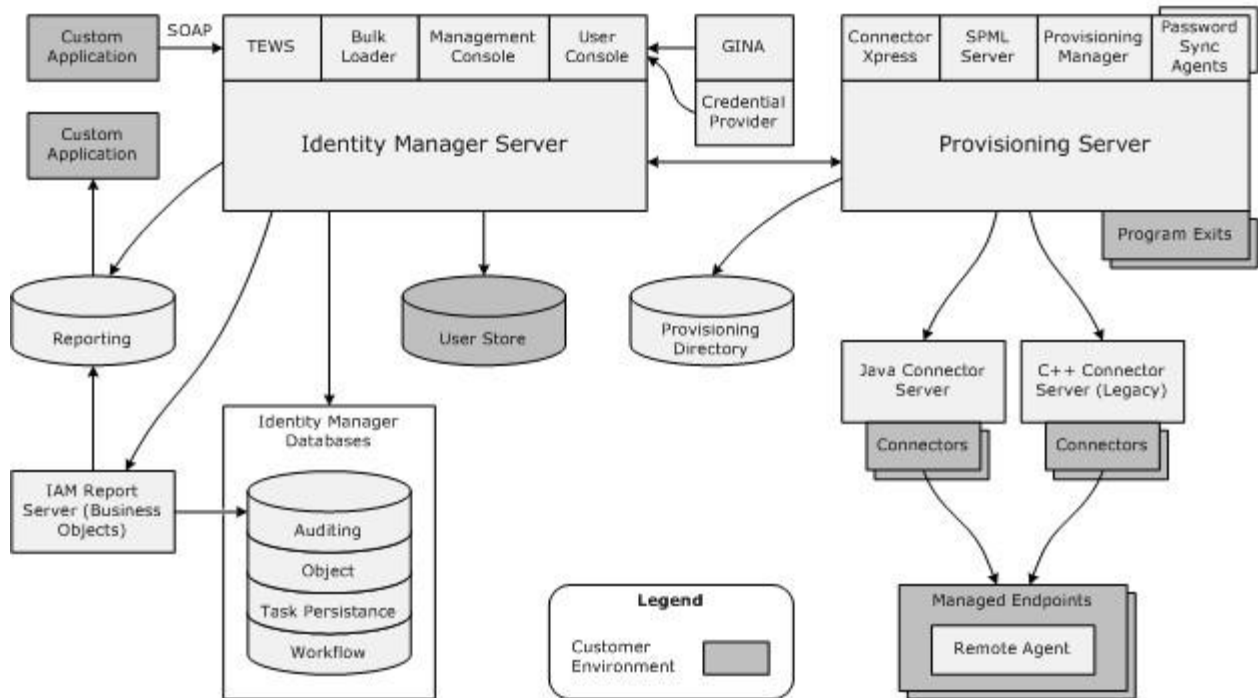 Custom
Application
SOAP
TEWS
Bulk
Loader
Management
Console
User
Console
GINA
Credential
Provider
Connector
Xpress
SPML
Server
Provisioning
Manager
Password
Sync
Agents
Custom
Application
Identity Manager Server
Provisioning Server
Program Exits
Reporting
User Store
Provisioning
Directory
Java Connector
Server
C++ Connector
Server (Legacy)
Connectors
Connectors
Identity Manager
Databases
IAM Report
Server (Business
Objects)
Auditing
Object
Task Persistance
Workflow
Legend
Customer
Environment
Managed Endpoints
Remote Agent